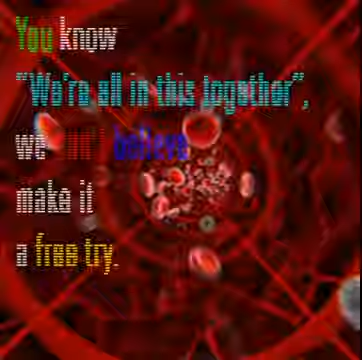 You know
“We're all in this together”,
we believe
make it
a free try.